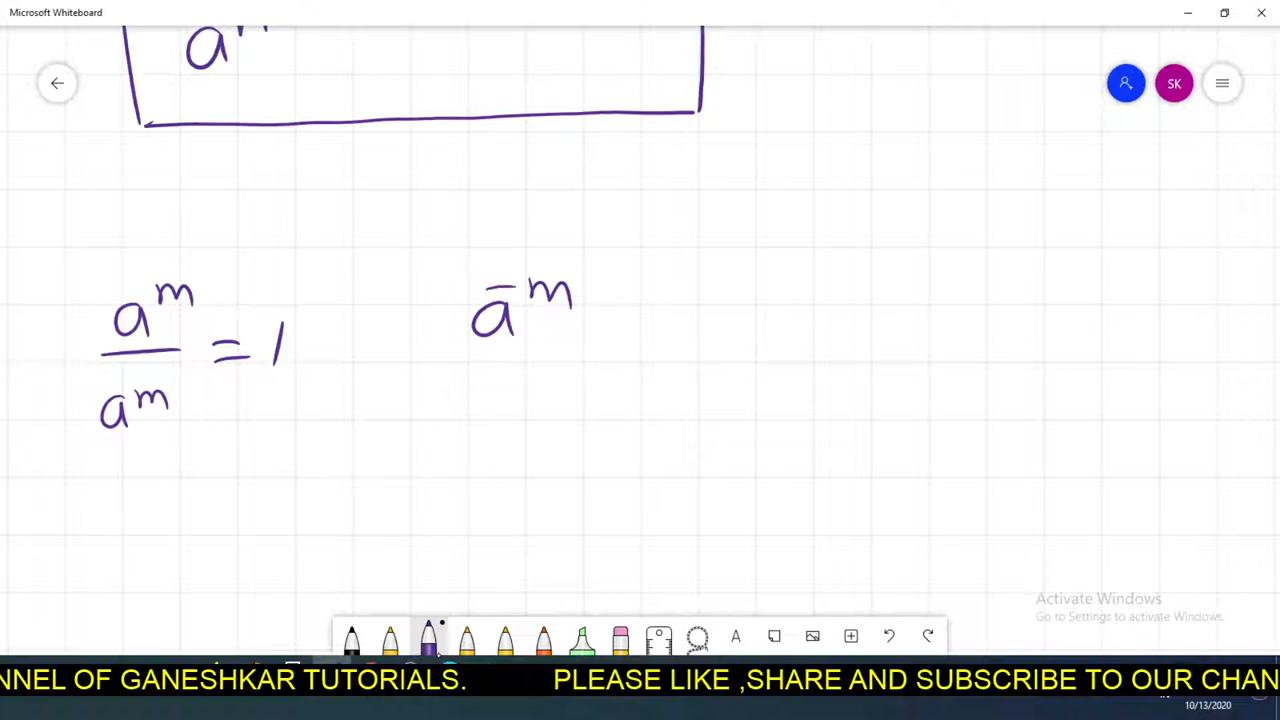 Microsoft Whiteboard
SK
a
a^m / a^m = 1
a^-m
A
Activate Windows
Go to Settings to activate Windows.
NNEL OF GANESHKAR TUTORIALS. PLEASE LIKE ,SHARE AND SUBSCRIBE TO OUR CHAN
10/13/2020